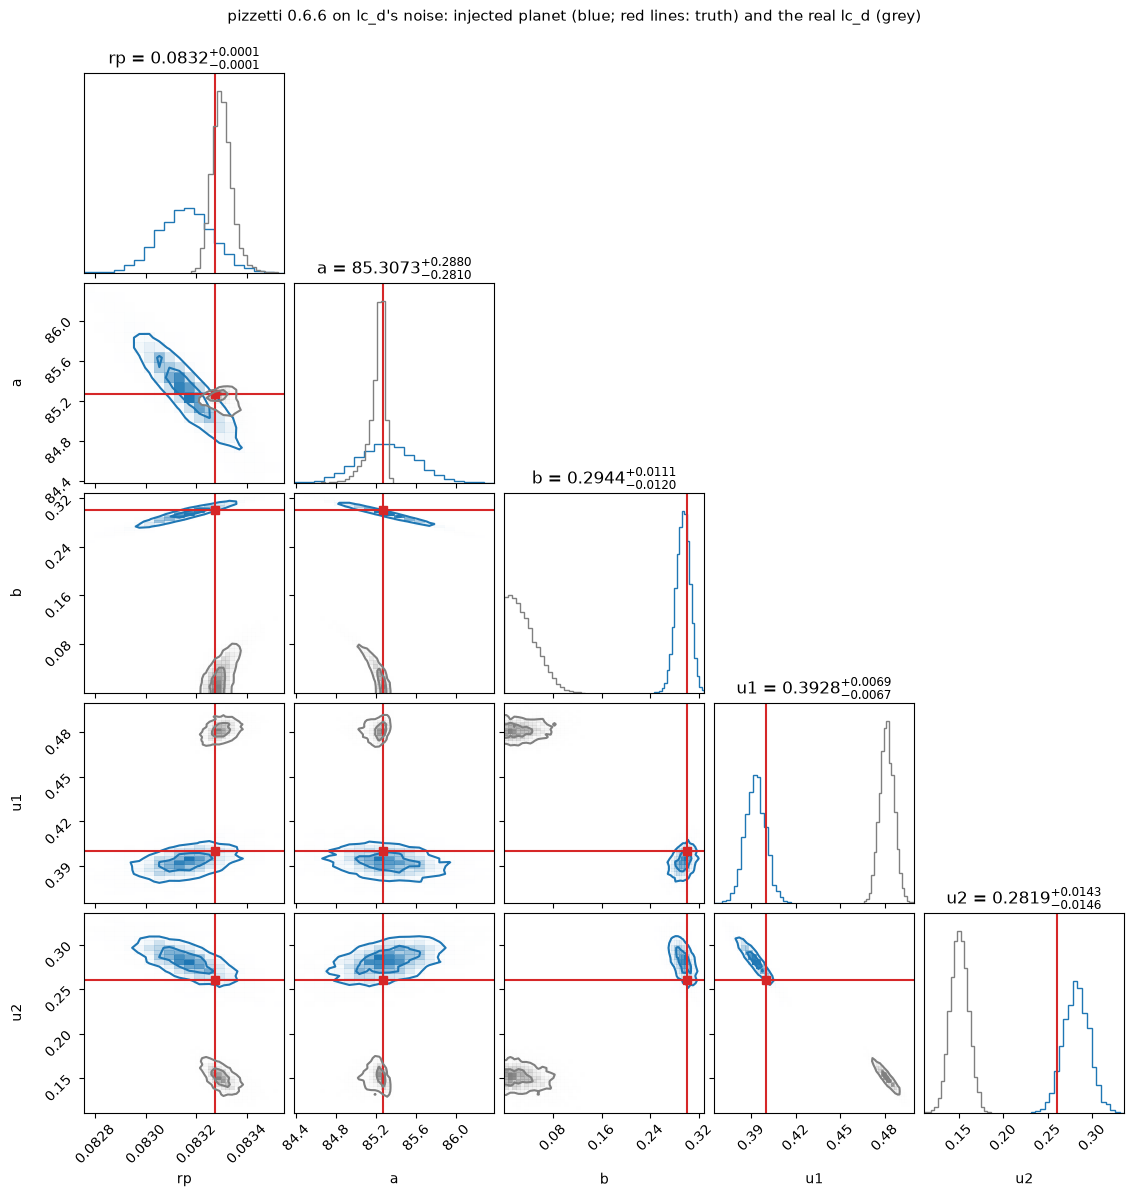 pizzetti 0.6.6 on lc_d's noise: injected planet (blue; red lines: truth) and the real lc_d (grey)
rp = 0.0832+0.0001−0.0001
a = 85.3073+0.2880−0.2810
86.0
85.6
85.2
84.8
84.4
a
b = 0.2944+0.0111−0.0120
0.32
0.24
0.16
0.08
b
u1 = 0.3928+0.0069−0.0067
0.48
0.45
0.42
0.39
u1
u2 = 0.2819+0.0143−0.0146
0.30
0.25
0.20
0.15
u2
0.0828 0.0830 0.0832 0.0834 84.4 84.8 85.2 85.6 86.0 0.08 0.16 0.24 0.32 0.39 0.42 0.45 0.48 0.15 0.20 0.25 0.30
rp a b u1 u2